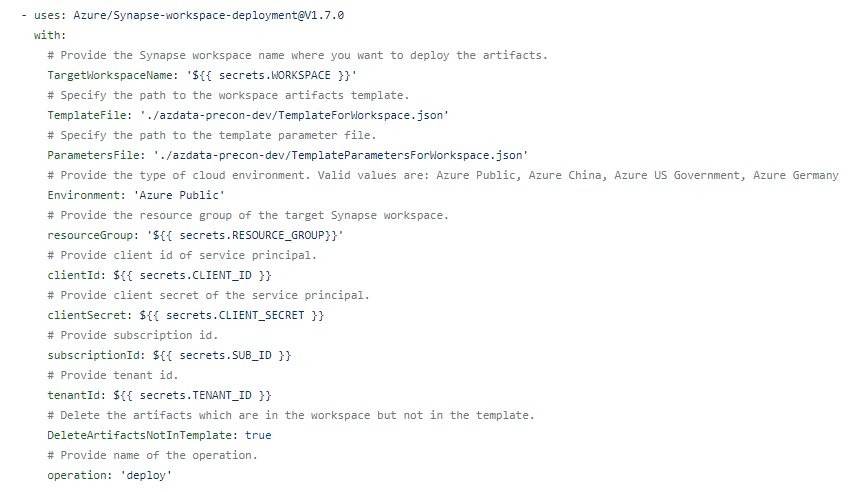 - uses: Azure/Synapse-workspace-deployment@V1.7.0
with:
# Provide the Synapse workspace name where you want to deploy the artifacts.
TargetWorkspaceName: '${{ secrets.WORKSPACE }}'
# Specify the path to the workspace artifacts template.
TemplateFile: './azdata-precon-dev/TemplateForWorkspace.json'
# Specify the path to the template parameter file.
ParametersFile: './azdata-precon-dev/TemplateParametersForWorkspace.json'
# Provide the type of cloud environment. Valid values are: Azure Public, Azure China, Azure US Government, Azure Germany
Environment: 'Azure Public'
# Provide the resource group of the target Synapse workspace.
resourceGroup: '${{ secrets.RESOURCE_GROUP}}'
# Provide client id of service principal.
clientId: ${{ secrets.CLIENT_ID }}
# Provide client secret of the service principal.
clientSecret: ${{ secrets.CLIENT_SECRET }}
# Provide subscription id.
subscriptionId: ${{ secrets.SUB_ID }}
# Provide tenant id.
tenantId: ${{ secrets.TENANT_ID }}
# Delete the artifacts which are in the workspace but not in the template.
DeleteArtifactsNotInTemplate: true
# Provide name of the operation.
operation: 'deploy'